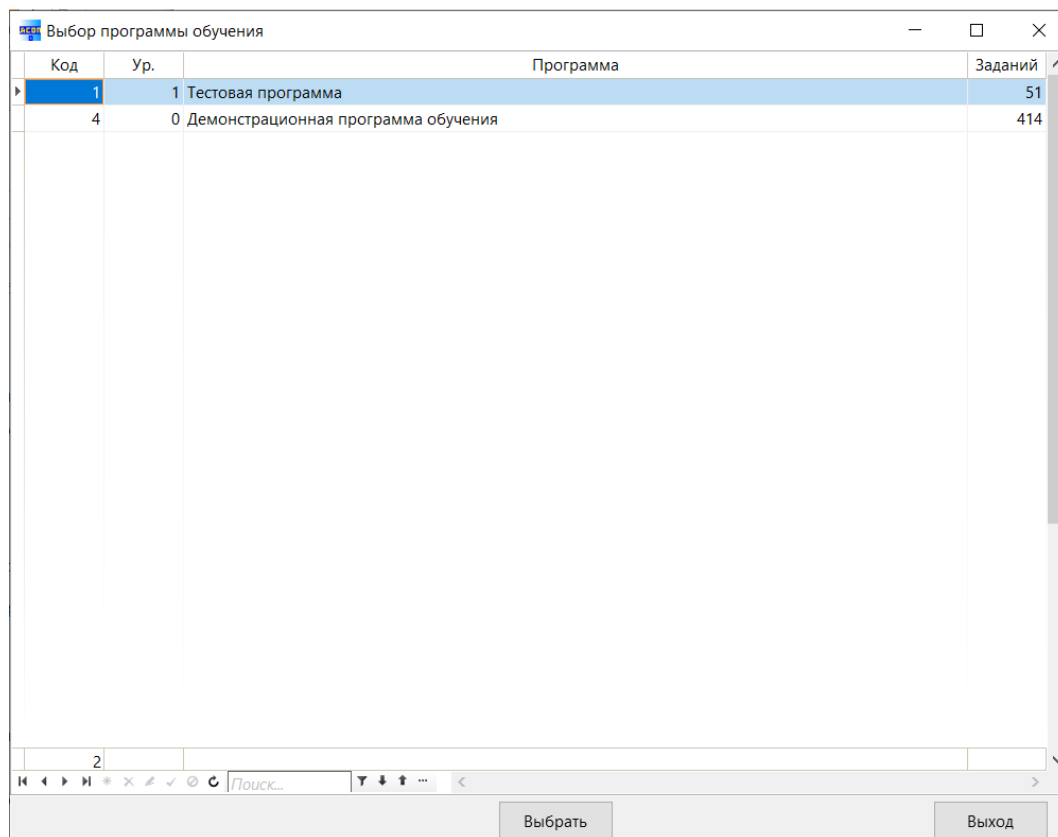 Выбор программы обучения
Код Ур. Программа Заданий
1 1 Тестовая программа 51
4 0 Демонстрационная программа обучения 414
2
Поиск...
Выбрать Выход